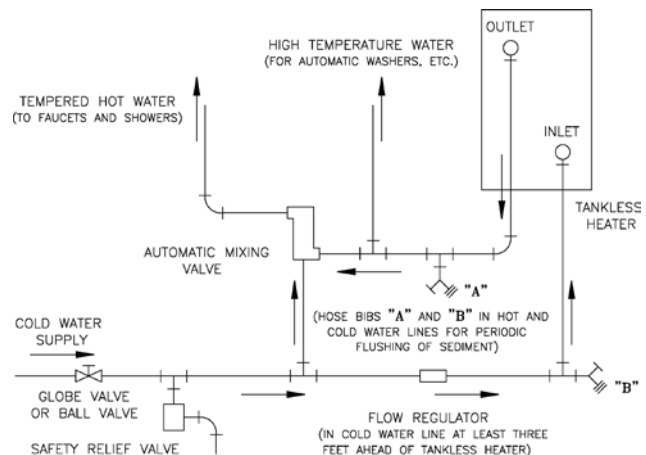 OUTLET
HIGH TEMPERATURE WATER
(FOR AUTOMATIC WASHERS, ETC.)
TEMPERED HOT WATER
(TO FAUCETS AND SHOWERS)
INLET
TANKLESS
HEATER
AUTOMATIC MIXING
VALVE
"A"
(HOSE BIBS "A" AND "B" IN HOT AND
COLD WATER LINES FOR PERIODIC
FLUSHING OF SEDIMENT)
COLD WATER
SUPPLY
"B"
GLOBE VALVE
OR BALL VALVE
FLOW REGULATOR
(IN COLD WATER LINE AT LEAST THREE
FEET AHEAD OF TANKLESS HEATER)
SAFETY RELIEF VALVE